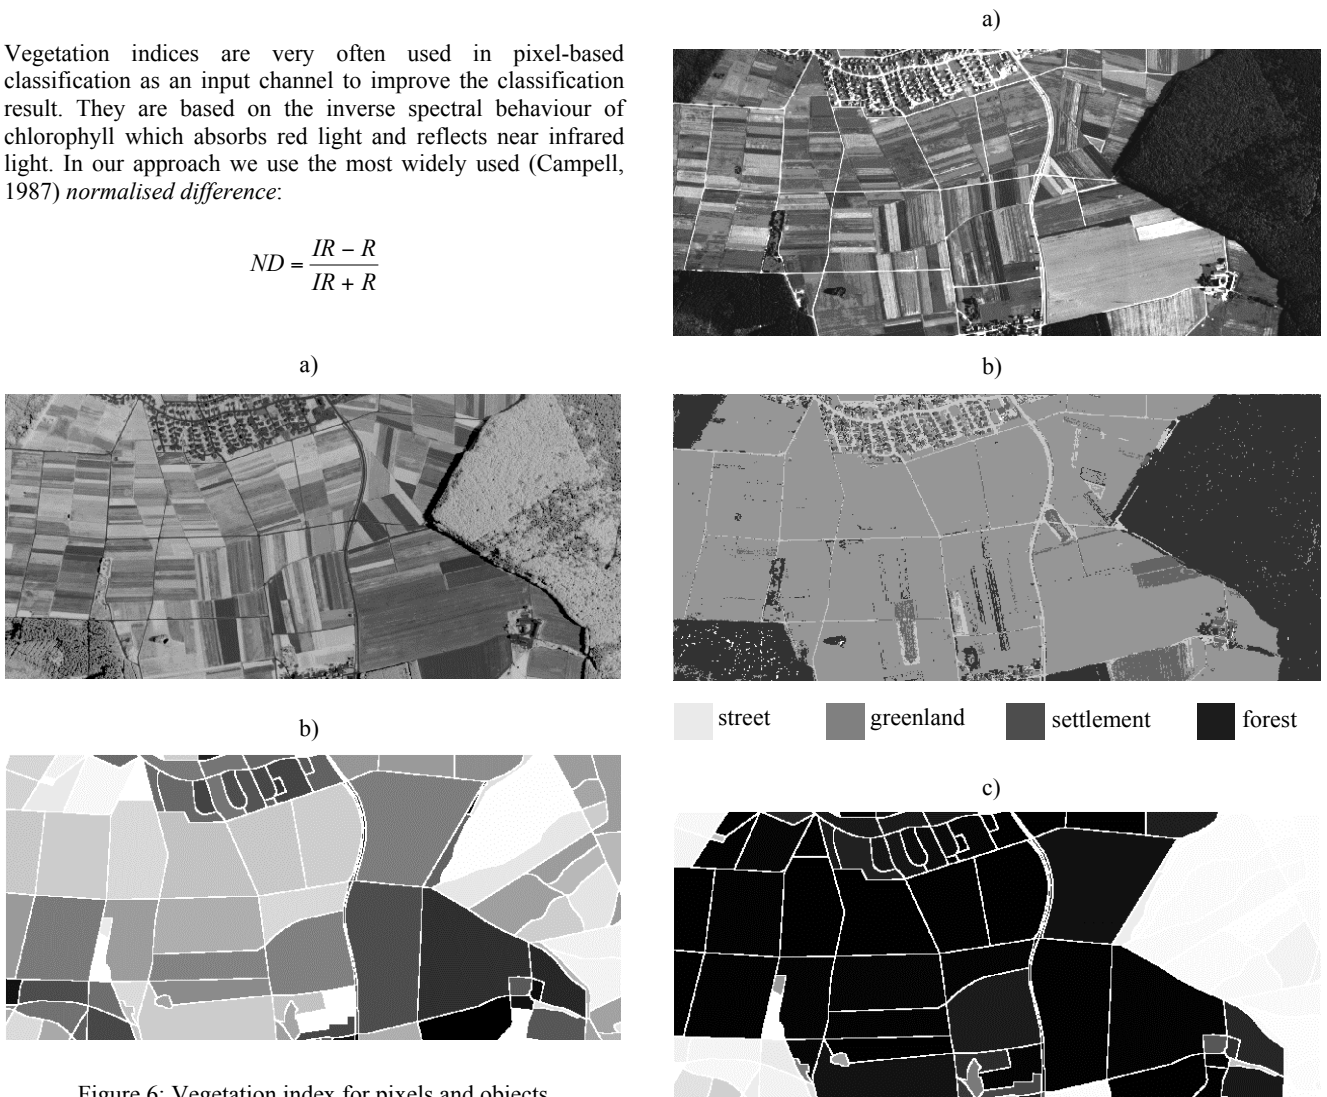 Vegetation indices are very often used in pixel-based
classification as an input channel to improve the classification
result. They are based on the inverse spectral behaviour of
chlorophyll which absorbs red light and reflects near infrared
light. In our approach we use the most widely used (Campell,
1987) normalised difference:
ND = IR − R / IR + R
a)
b)
Figure 6: Vegetation index for pixels and objects
a)
b)
street greenland settlement forest
c)